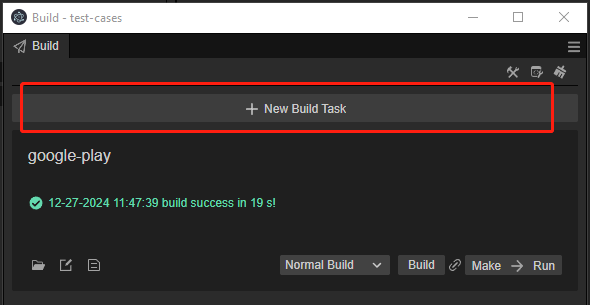 Build - test-cases
Build
New Build Task
google-play
12-27-2024 11:47:39 build success in 19 s!
Normal Build Build Make Run